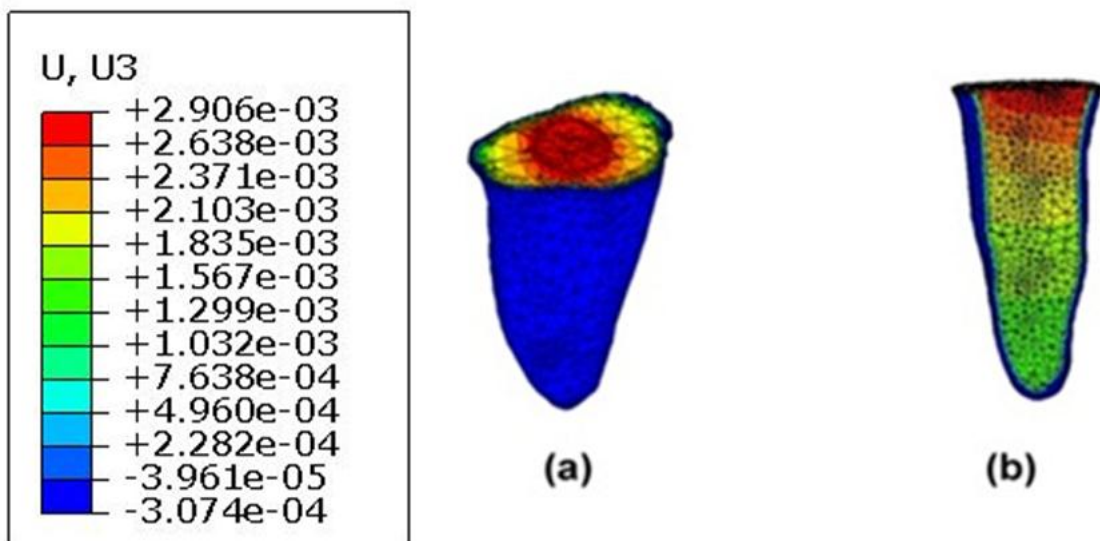 U, U3
+2.906e-03
+2.638e-03
+2.371e-03
+2.103e-03
+1.835e-03
+1.567e-03
+1.299e-03
+1.032e-03
+7.638e-04
+4.960e-04
+2.282e-04
-3.961e-05
-3.074e-04
(a) (b)